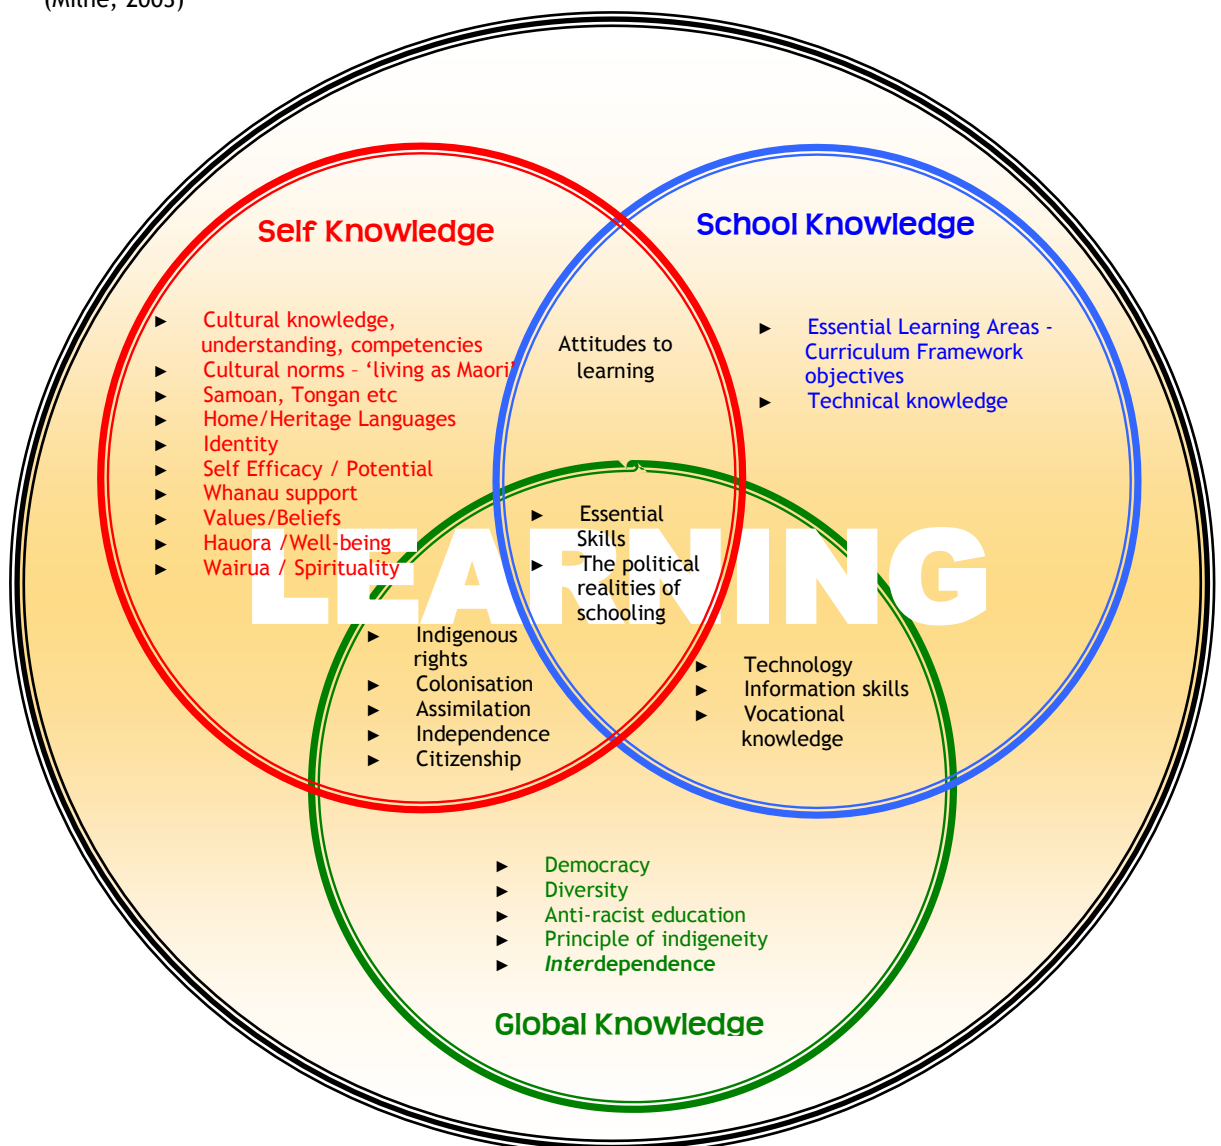 (Milne, 2005)
Self Knowledge
► Cultural knowledge,
understanding, competencies
► Cultural norms – ‘living as Maori’
► Samoan, Tongan etc
► Home/Heritage Languages
► Identity
► Self Efficacy / Potential
► Whanau support
► Values/Beliefs
► Hauora /Well-being
► Wairua / Spirituality
School Knowledge
► Essential Learning Areas -
Curriculum Framework
objectives
► Technical knowledge
Attitudes to
learning
LEARNING
► Essential
Skills
► The political
realities of
schooling
► Indigenous
rights
► Colonisation
► Assimilation
► Independence
► Citizenship
► Technology
► Information skills
► Vocational
knowledge
► Democracy
► Diversity
► Anti-racist education
► Principle of indigeneity
► Interdependence
Global Knowledge